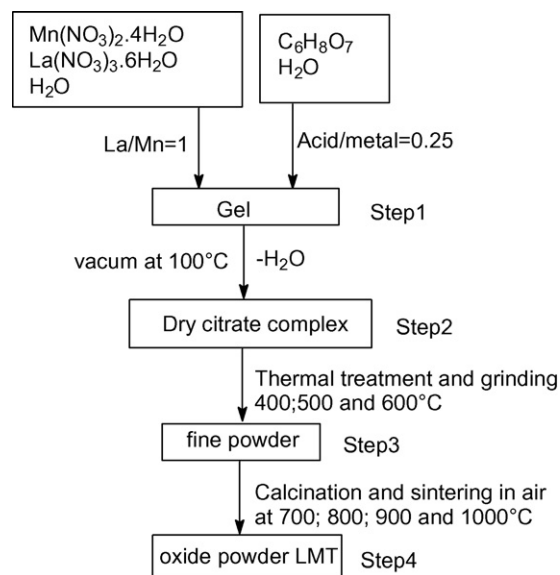 Mn(NO₃)₂.4H₂O
La(NO₃)₃.6H₂O
H₂O
C₆H₈O₇
H₂O
La/Mn=1
Acid/metal=0.25
Gel
Step1
vacum at 100°C
-H₂O
Dry citrate complex
Step2
Thermal treatment and grinding
400;500 and 600°C
fine powder
Step3
Calcination and sintering in air
at 700; 800; 900 and 1000°C
oxide powder LMT
Step4